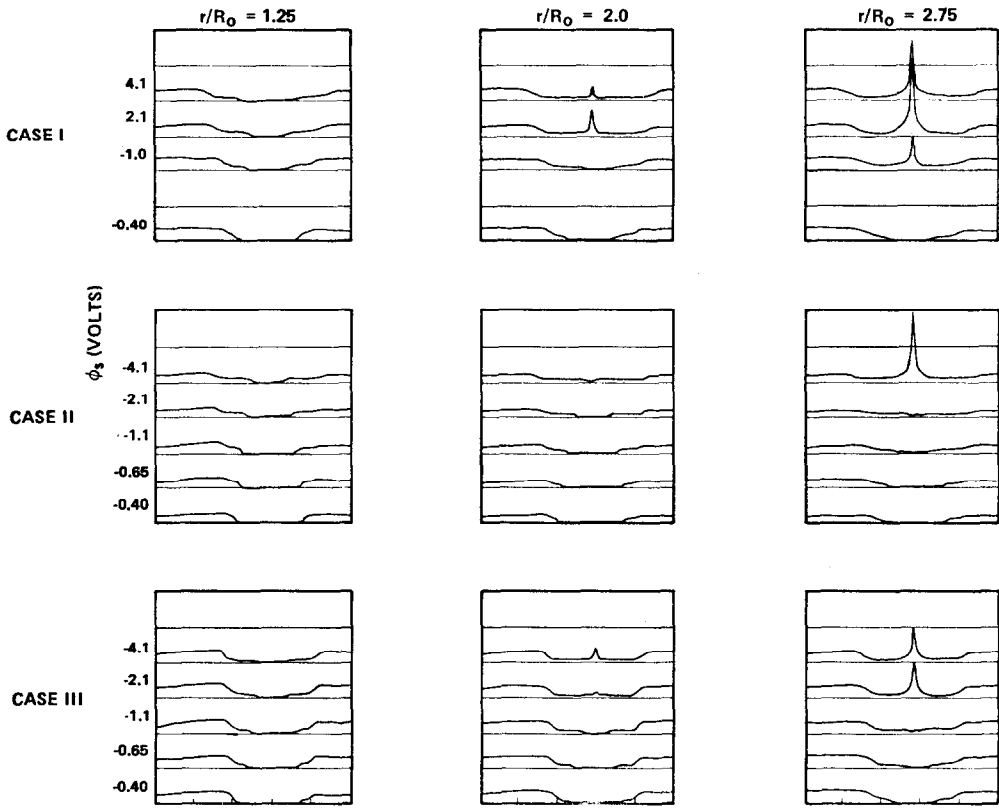 r/R₀ = 1.25
r/R₀ = 2.0
r/R₀ = 2.75
CASE I
4.1
2.1
-1.0
-0.40
ϕₛ (VOLTS)
CASE II
-4.1
-2.1
-1.1
-0.65
-0.40
CASE III
-4.1
-2.1
-1.1
-0.65
-0.40